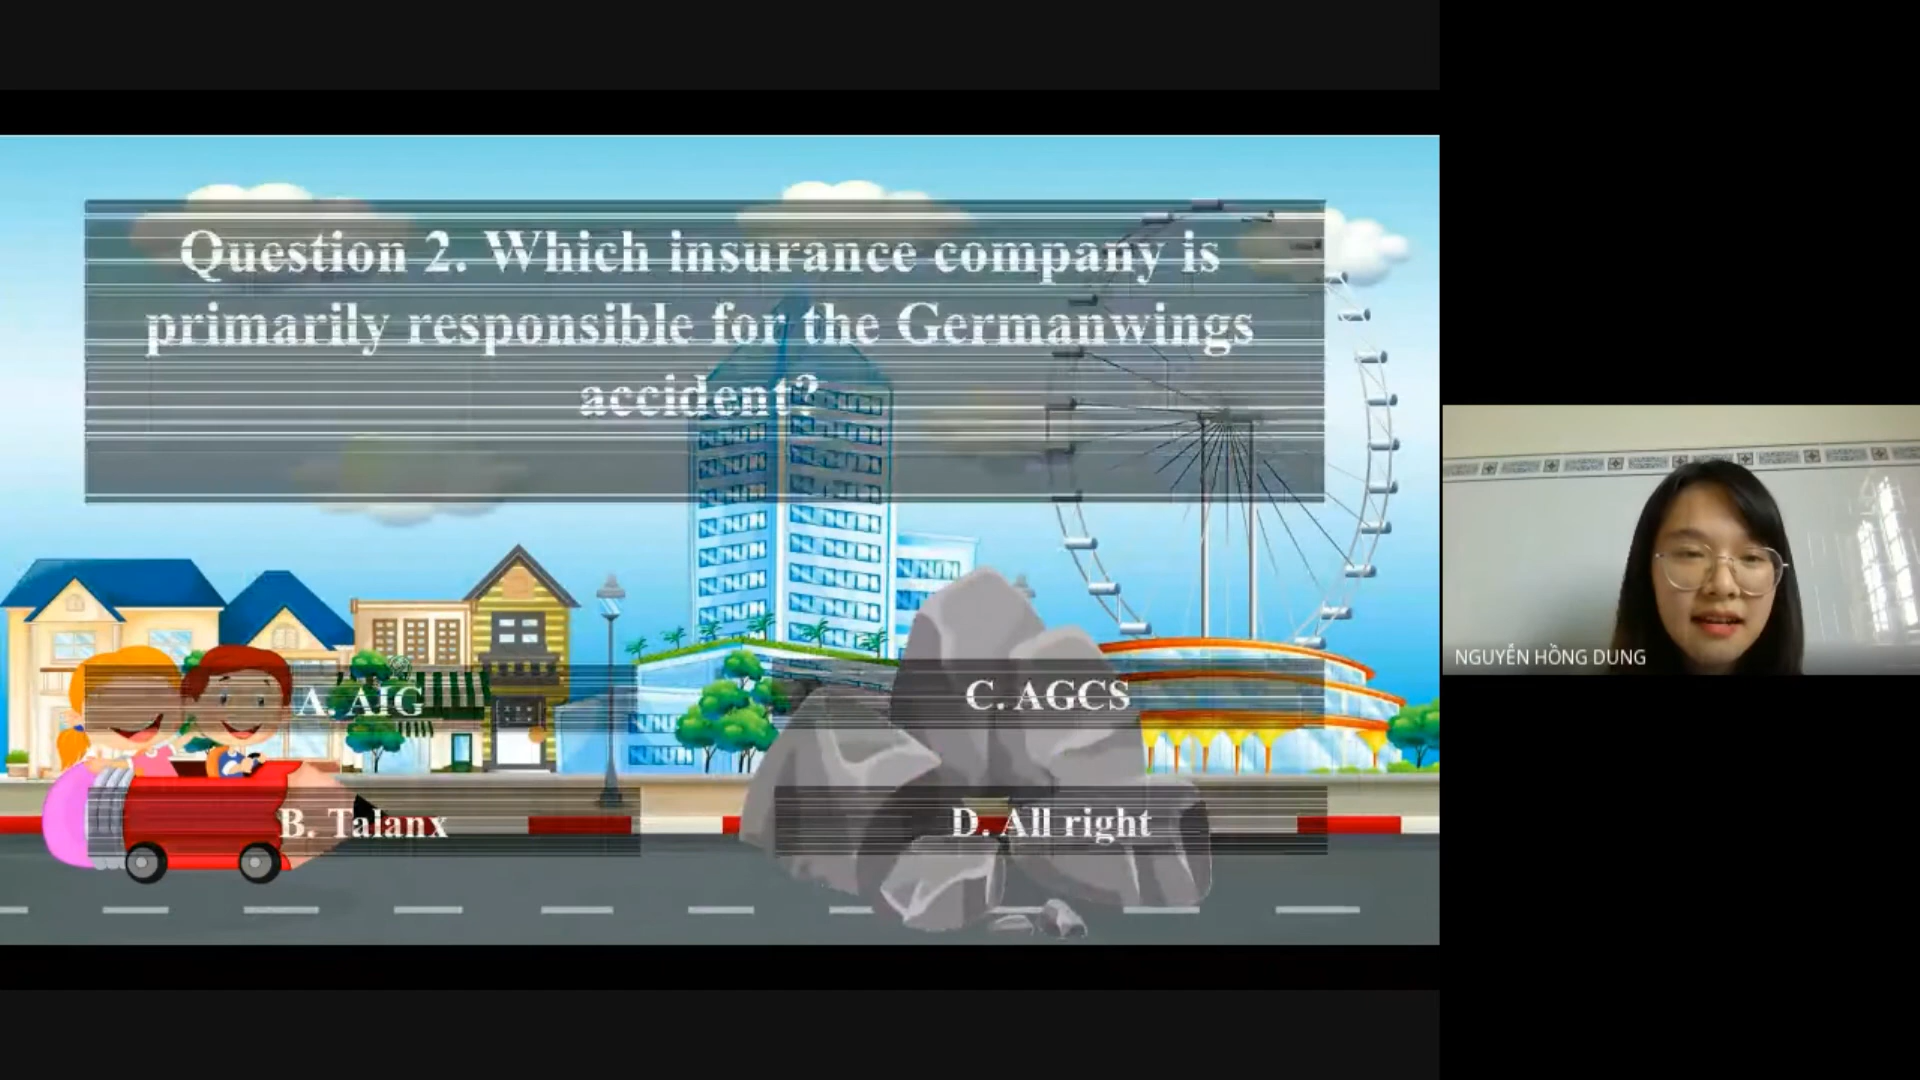 Question 2. Which insurance company is
primarily responsible for the Germanwings
accident?
A. AIG
C. AGCS
B. Talanx
D. All right
NGUYỄN HỒNG DUNG